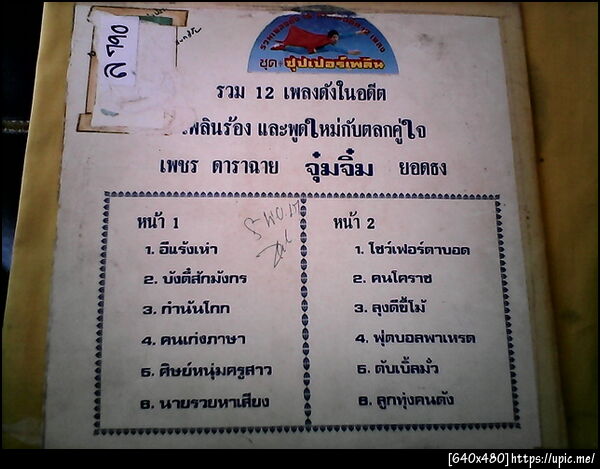 ล ๆ90
ชุด ซุปเปอร์เพลิน
รวม 12 เพลงดังในอดีต
เพลินร้อง และพูดใหม่กับตลกคู่ใจ
เพชร ดาราฉาย จุ๋มจิ๋ม ยอดธง
หน้า 1
1. อีแร้งเห่า
2. บังตี๋สักมังกร
3. กำนันโกก
4. คนเก่งภาษา
5. ศิษย์หนุ่มครูสาว
6. นายรวยหาเสียง
หน้า 2
1. โชว์เฟอร์ตาบอด
2. คนโคราช
3. ลุงดีขี้โม้
4. ฟุตบอลพาเหรด
5. ดับเบิ้ลมั่ว
6. ลูกทุ่งคนดัง
[640x480]https://upic.me/